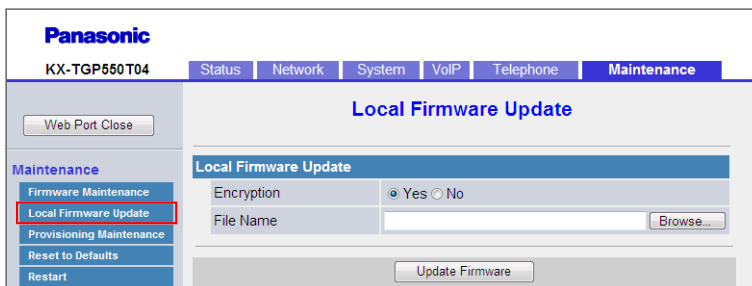 Panasonic
KX-TGP550T04
Status Network System VoIP Telephone Maintenance
Web Port Close
Local Firmware Update
Maintenance
Firmware Maintenance
Local Firmware Update
Provisioning Maintenance
Reset to Defaults
Restart
Local Firmware Update
Encryption Yes No
File Name Browse...
Update Firmware